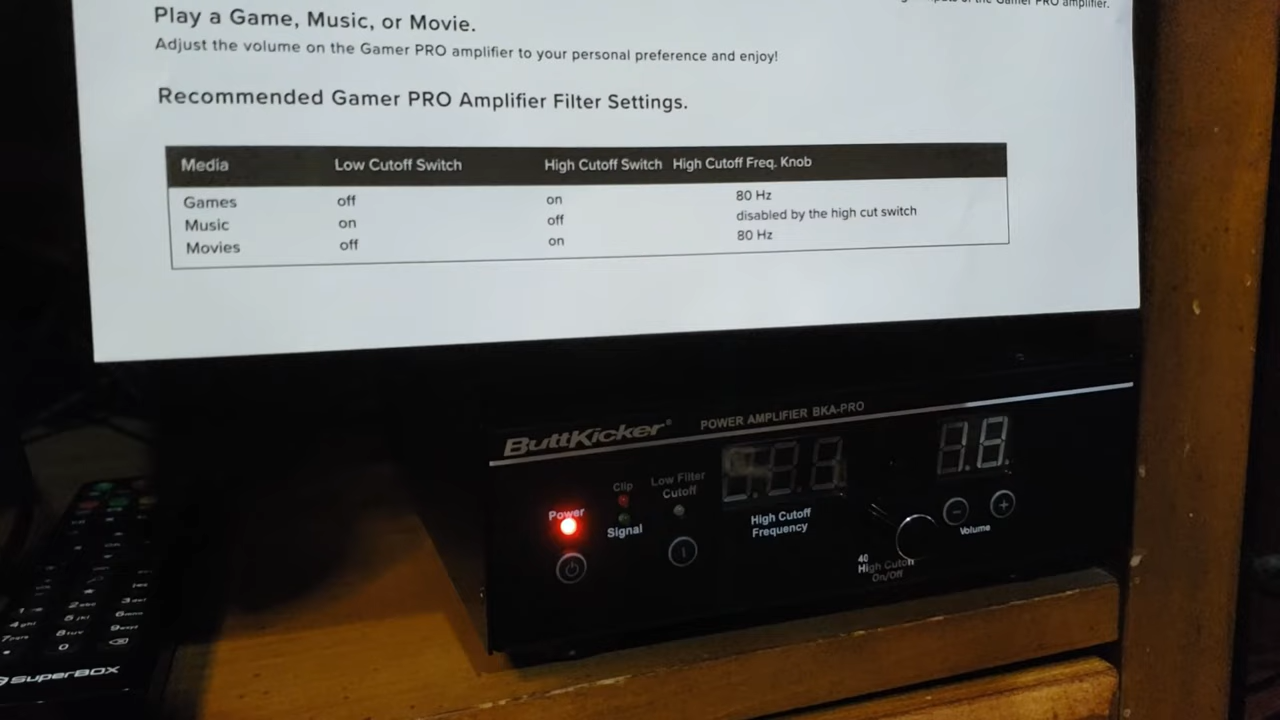 amplifier.
Play a Game, Music, or Movie.
Adjust the volume on the Gamer PRO amplifier to your personal preference and enjoy!
Recommended Gamer PRO Amplifier Filter Settings.
Media Low Cutoff Switch High Cutoff Switch High Cutoff Freq. Knob
Games off on 80 Hz
Music on off disabled by the high cut switch
Movies off on 80 Hz
ButtKicker® POWER AMPLIFIER BKA-PRO
Power
Clip
Signal
Low Filter
Cutoff
High Cutoff
Frequency
40
High Cutoff
On/Off
- +
Volume
SuperBOX